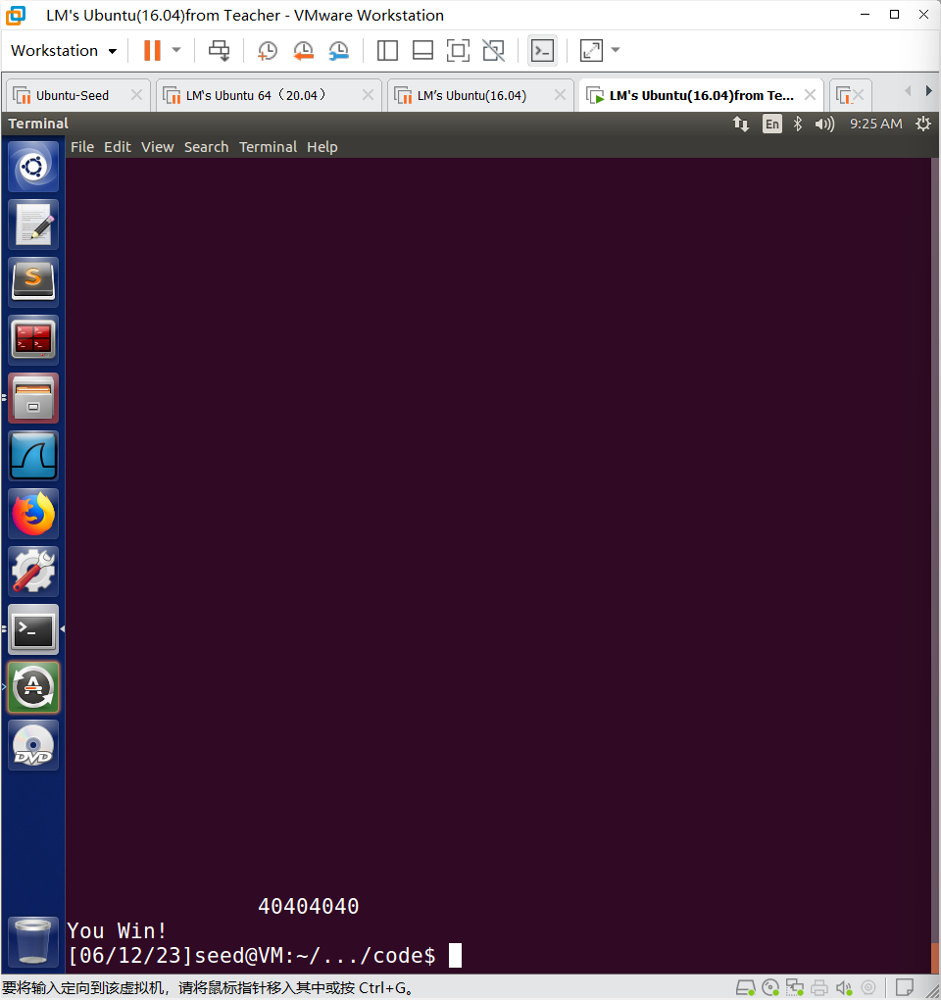 LM's Ubuntu(16.04)from Teacher - VMware Workstation
Workstation
Ubuntu-Seed
LM's Ubuntu 64（20.04）
LM’s Ubuntu(16.04)
LM's Ubuntu(16.04)from Te...
Terminal
En
9:25 AM
File Edit View Search Terminal Help
S
>_
A
DVD
40404040
You Win!
[06/12/23]seed@VM:~/.../code$
要将输入定向到该虚拟机，请将鼠标指针移入其中或按 Ctrl+G。